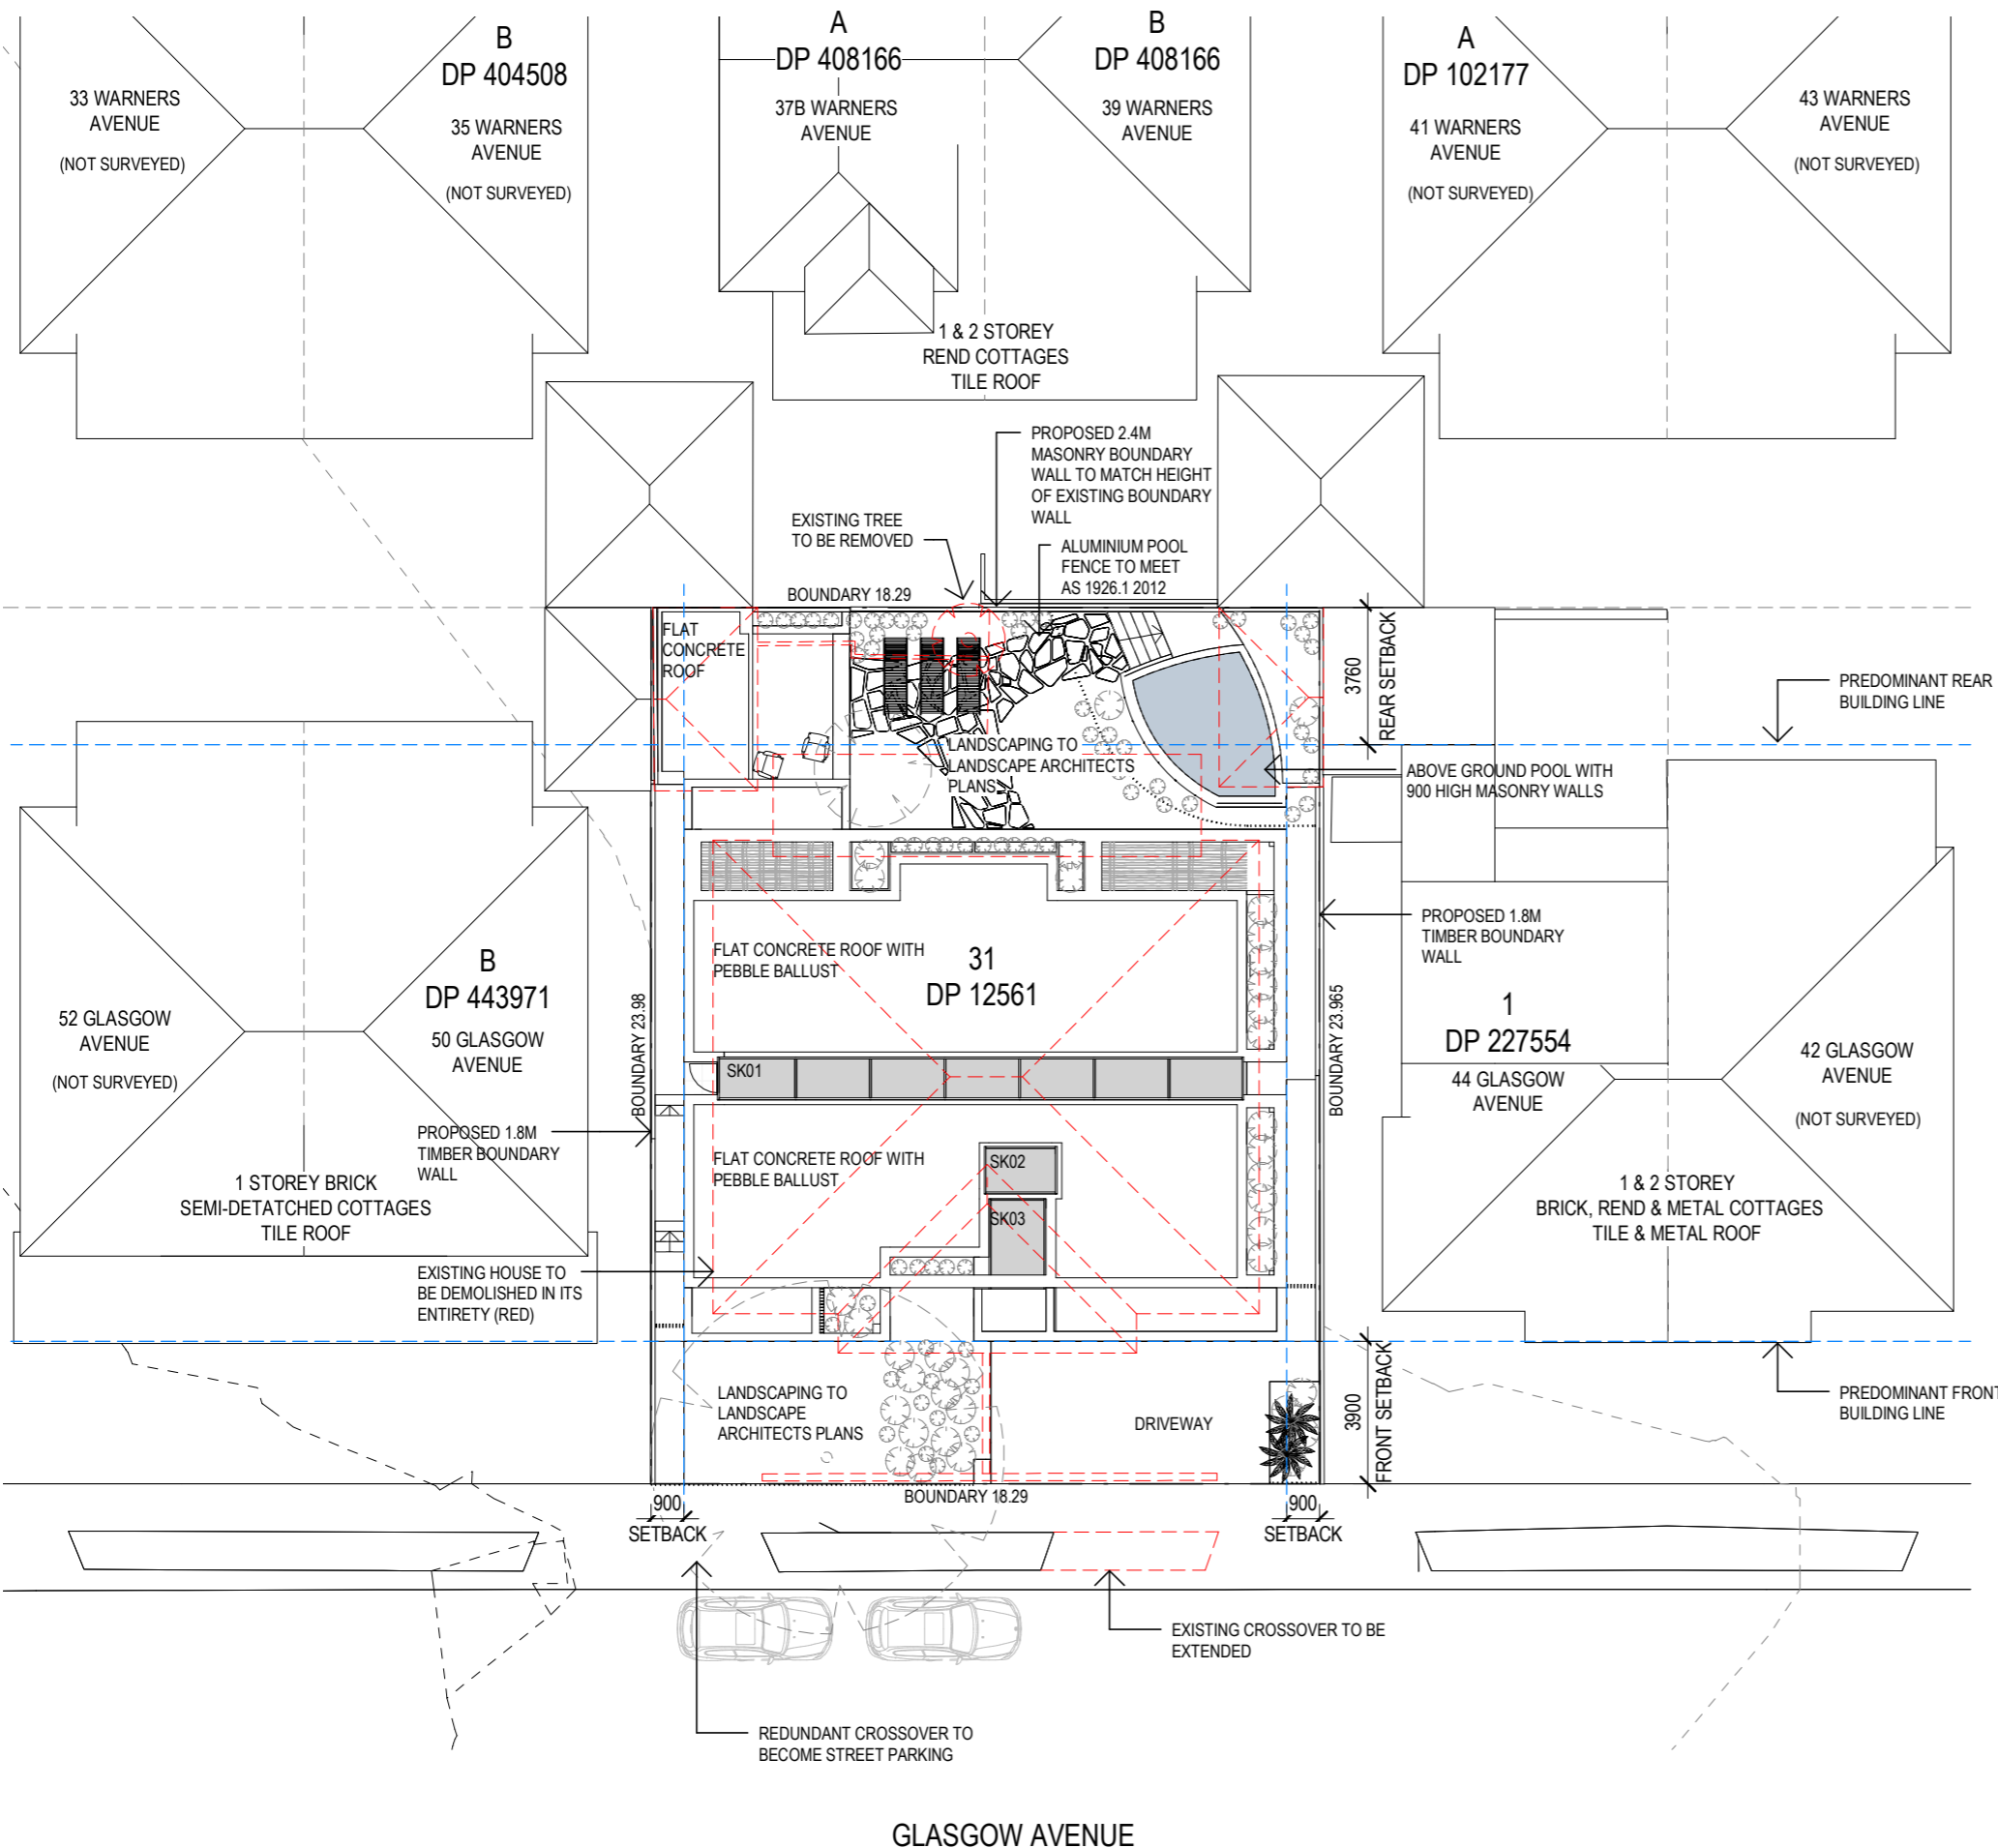 B
DP 404508
33 WARNERS
AVENUE
(NOT SURVEYED)
35 WARNERS
AVENUE
(NOT SURVEYED)
A
DP 408166
37B WARNERS
AVENUE
B
DP 408166
39 WARNERS
AVENUE
A
DP 102177
41 WARNERS
AVENUE
(NOT SURVEYED)
43 WARNERS
AVENUE
(NOT SURVEYED)
1 & 2 STOREY
REND COTTAGES
TILE ROOF
PROPOSED 2.4M
MASONRY BOUNDARY
WALL TO MATCH HEIGHT
OF EXISTING BOUNDARY
WALL
EXISTING TREE
TO BE REMOVED
ALUMINIUM POOL
FENCE TO MEET
AS 1926.1 2012
BOUNDARY 18.29
FLAT
CONCRETE
ROOF
3760
REAR SETBACK
PREDOMINANT REAR
BUILDING LINE
LANDSCAPING TO
LANDSCAPE ARCHITECTS
PLANS
ABOVE GROUND POOL WITH
900 HIGH MASONRY WALLS
PROPOSED 1.8M
TIMBER BOUNDARY
WALL
FLAT CONCRETE ROOF WITH
PEBBLE BALLUST
31
DP 12561
B
DP 443971
52 GLASGOW
AVENUE
(NOT SURVEYED)
50 GLASGOW
AVENUE
BOUNDARY 23.98
BOUNDARY 23.965
1
DP 227554
44 GLASGOW
AVENUE
42 GLASGOW
AVENUE
(NOT SURVEYED)
SK01
PROPOSED 1.8M
TIMBER BOUNDARY
WALL
FLAT CONCRETE ROOF WITH
PEBBLE BALLUST
SK02
SK03
1 STOREY BRICK
SEMI-DETATCHED COTTAGES
TILE ROOF
1 & 2 STOREY
BRICK, REND & METAL COTTAGES
TILE & METAL ROOF
EXISTING HOUSE TO
BE DEMOLISHED IN ITS
ENTIRETY (RED)
LANDSCAPING TO
LANDSCAPE
ARCHITECTS PLANS
DRIVEWAY
3900
FRONT SETBACK
PREDOMINANT FRONT
BUILDING LINE
BOUNDARY 18.29
900
SETBACK
900
SETBACK
EXISTING CROSSOVER TO BE
EXTENDED
REDUNDANT CROSSOVER TO
BECOME STREET PARKING
GLASGOW AVENUE